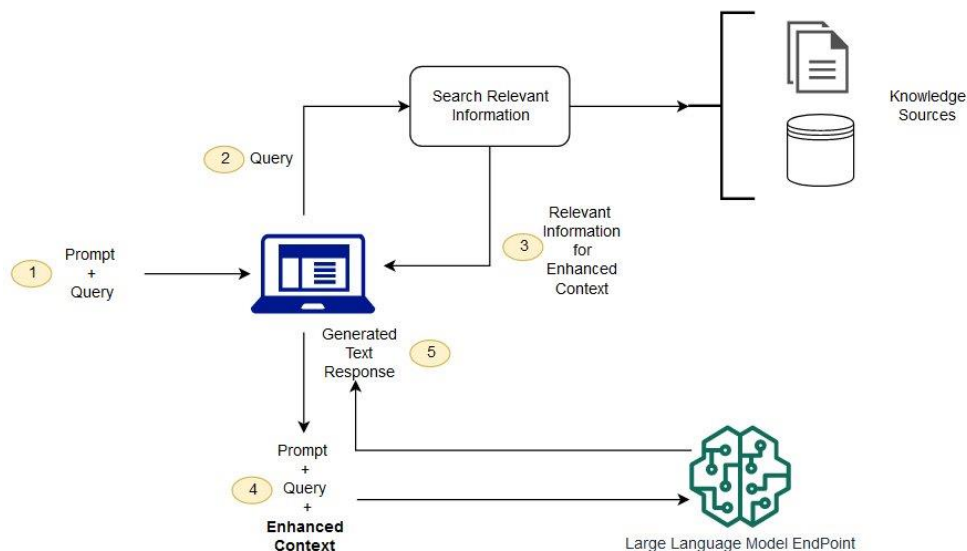 Search Relevant
Information
Knowledge
Sources
2
Query
1
Prompt
+
Query
3
Relevant
Information
for
Enhanced
Context
Generated
Text
Response
5
4
Prompt
+
Query
+
Enhanced
Context
Large Language Model EndPoint